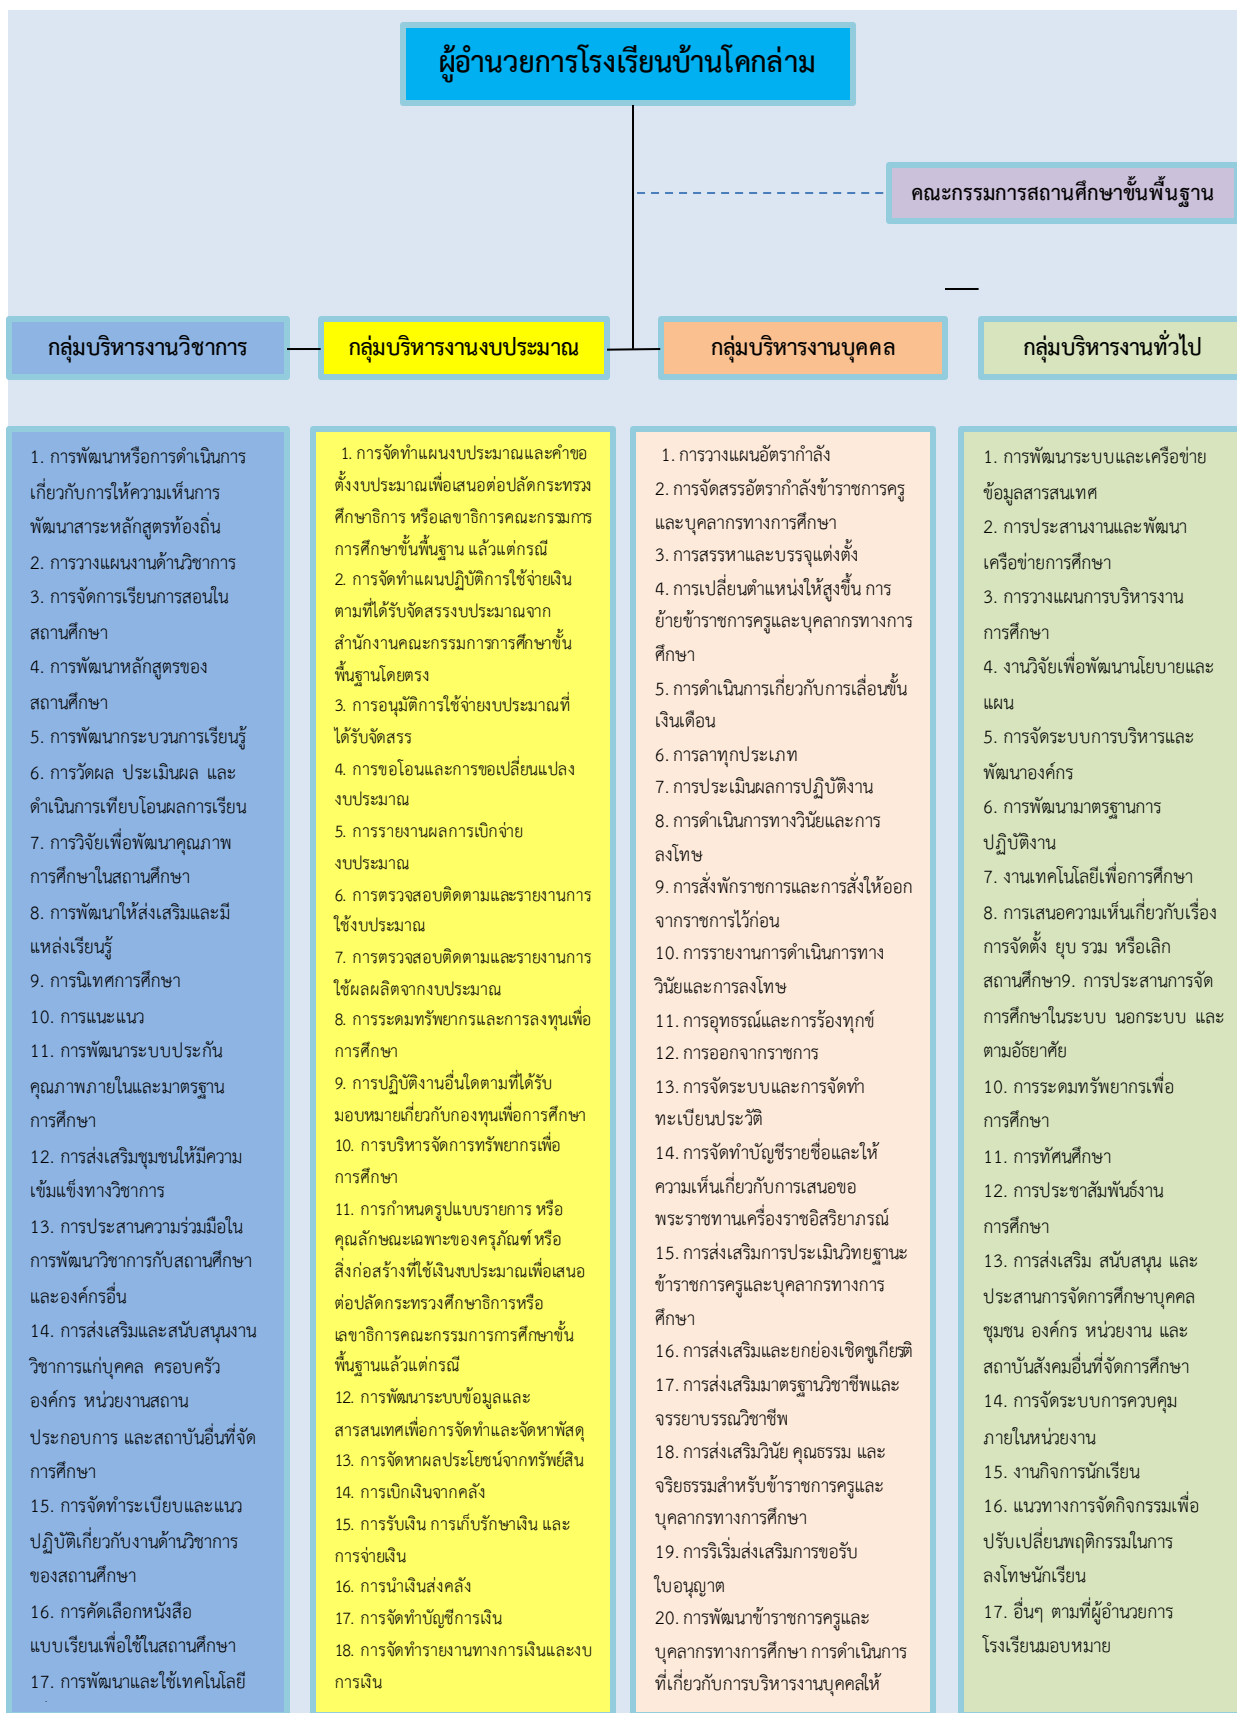 ผู้อำนวยการโรงเรียนบ้านโคกล่าม
คณะกรรมการสถานศึกษาขั้นพื้นฐาน
กลุ่มบริหารงานวิชาการ
กลุ่มบริหารงานงบประมาณ
กลุ่มบริหารงานบุคคล
กลุ่มบริหารงานทั่วไป
1. การพัฒนาหรือการดำเนินการ
เกี่ยวกับการให้ความเห็นการ
พัฒนาสาระหลักสูตรท้องถิ่น
2. การวางแผนงานด้านวิชาการ
3. การจัดการเรียนการสอนใน
สถานศึกษา
4. การพัฒนาหลักสูตรของ
สถานศึกษา
5. การพัฒนากระบวนการเรียนรู้
6. การวัดผล ประเมินผล และ
ดำเนินการเทียบโอนผลการเรียน
7. การวิจัยเพื่อพัฒนาคุณภาพ
การศึกษาในสถานศึกษา
8. การพัฒนาให้ส่งเสริมและมี
แหล่งเรียนรู้
9. การนิเทศการศึกษา
10. การแนะแนว
11. การพัฒนาระบบประกัน
คุณภาพภายในและมาตรฐาน
การศึกษา
12. การส่งเสริมชุมชนให้มีความ
เข้มแข็งทางวิชาการ
13. การประสานความร่วมมือใน
การพัฒนาวิชาการกับสถานศึกษา
และองค์กรอื่น
14. การส่งเสริมและสนับสนุนงาน
วิชาการแก่บุคคล ครอบครัว
องค์กร หน่วยงานสถาน
ประกอบการ และสถาบันอื่นที่จัด
การศึกษา
15. การจัดทำระเบียบและแนว
ปฏิบัติเกี่ยวกับงานด้านวิชาการ
ของสถานศึกษา
16. การคัดเลือกหนังสือ
แบบเรียนเพื่อใช้ในสถานศึกษา
17. การพัฒนาและใช้เทคโนโลยี
1. การจัดทำแผนงบประมาณและคำขอ
ตั้งงบประมาณเพื่อเสนอต่อปลัดกระทรวง
ศึกษาธิการ หรือเลขาธิการคณะกรรมการ
การศึกษาขั้นพื้นฐาน แล้วแต่กรณี
2. การจัดทำแผนปฏิบัติการใช้จ่ายเงิน
ตามที่ได้รับจัดสรรงบประมาณจาก
สำนักงานคณะกรรมการการศึกษาขั้น
พื้นฐานโดยตรง
3. การอนุมัติการใช้จ่ายงบประมาณที่
ได้รับจัดสรร
4. การขอโอนและการขอเปลี่ยนแปลง
งบประมาณ
5. การรายงานผลการเบิกจ่าย
งบประมาณ
6. การตรวจสอบติดตามและรายงานการ
ใช้งบประมาณ
7. การตรวจสอบติดตามและรายงานการ
ใช้ผลผลิตจากงบประมาณ
8. การระดมทรัพยากรและการลงทุนเพื่อ
การศึกษา
9. การปฏิบัติงานอื่นใดตามที่ได้รับ
มอบหมายเกี่ยวกับกองทุนเพื่อการศึกษา
10. การบริหารจัดการทรัพยากรเพื่อ
การศึกษา
11. การกำหนดรูปแบบรายการ หรือ
คุณลักษณะเฉพาะของครุภัณฑ์ หรือ
สิ่งก่อสร้างที่ใช้เงินงบประมาณเพื่อเสนอ
ต่อปลัดกระทรวงศึกษาธิการหรือ
เลขาธิการคณะกรรมการการศึกษาขั้น
พื้นฐานแล้วแต่กรณี
12. การพัฒนาระบบข้อมูลและ
สารสนเทศเพื่อการจัดทำและจัดหาพัสดุ
13. การจัดหาผลประโยชน์จากทรัพย์สิน
14. การเบิกเงินจากคลัง
15. การรับเงิน การเก็บรักษาเงิน และ
การจ่ายเงิน
16. การนำเงินส่งคลัง
17. การจัดทำบัญชีการเงิน
18. การจัดทำรายงานทางการเงินและงบ
การเงิน
1. การวางแผนอัตรากำลัง
2. การจัดสรรอัตรากำลังข้าราชการครู
และบุคลากรทางการศึกษา
3. การสรรหาและบรรจุแต่งตั้ง
4. การเปลี่ยนตำแหน่งให้สูงขึ้น การ
ย้ายข้าราชการครูและบุคลากรทางการ
ศึกษา
5. การดำเนินการเกี่ยวกับการเลื่อนขั้น
เงินเดือน
6. การลาทุกประเภท
7. การประเมินผลการปฏิบัติงาน
8. การดำเนินการทางวินัยและการ
ลงโทษ
9. การสั่งพักราชการและการสั่งให้ออก
จากราชการไว้ก่อน
10. การรายงานการดำเนินการทาง
วินัยและการลงโทษ
11. การอุทธรณ์และการร้องทุกข์
12. การออกจากราชการ
13. การจัดระบบและการจัดทำ
ทะเบียนประวัติ
14. การจัดทำบัญชีรายชื่อและให้
ความเห็นเกี่ยวกับการเสนอขอ
พระราชทานเครื่องราชอิสริยาภรณ์
15. การส่งเสริมการประเมินวิทยฐานะ
ข้าราชการครูและบุคลากรทางการ
ศึกษา
16. การส่งเสริมและยกย่องเชิดชูเกียรติ
17. การส่งเสริมมาตรฐานวิชาชีพและ
จรรยาบรรณวิชาชีพ
18. การส่งเสริมวินัย คุณธรรม และ
จริยธรรมสำหรับข้าราชการครูและ
บุคลากรทางการศึกษา
19. การริเริ่มส่งเสริมการขอรับ
ใบอนุญาต
20. การพัฒนาข้าราชการครูและ
บุคลากรทางการศึกษา การดำเนินการ
ที่เกี่ยวกับการบริหารงานบุคคลให้
1. การพัฒนาระบบและเครือข่าย
ข้อมูลสารสนเทศ
2. การประสานงานและพัฒนา
เครือข่ายการศึกษา
3. การวางแผนการบริหารงาน
การศึกษา
4. งานวิจัยเพื่อพัฒนานโยบายและ
แผน
5. การจัดระบบการบริหารและ
พัฒนาองค์กร
6. การพัฒนามาตรฐานการ
ปฏิบัติงาน
7. งานเทคโนโลยีเพื่อการศึกษา
8. การเสนอความเห็นเกี่ยวกับเรื่อง
การจัดตั้ง ยุบ รวม หรือเลิก
สถานศึกษา9. การประสานการจัด
การศึกษาในระบบ นอกระบบ และ
ตามอัธยาศัย
10. การระดมทรัพยากรเพื่อ
การศึกษา
11. การทัศนศึกษา
12. การประชาสัมพันธ์งาน
การศึกษา
13. การส่งเสริม สนับสนุน และ
ประสานการจัดการศึกษาบุคคล
ชุมชน องค์กร หน่วยงาน และ
สถาบันสังคมอื่นที่จัดการศึกษา
14. การจัดระบบการควบคุม
ภายในหน่วยงาน
15. งานกิจการนักเรียน
16. แนวทางการจัดกิจกรรมเพื่อ
ปรับเปลี่ยนพฤติกรรมในการ
ลงโทษนักเรียน
17. อื่นๆ ตามที่ผู้อำนวยการ
โรงเรียนมอบหมาย